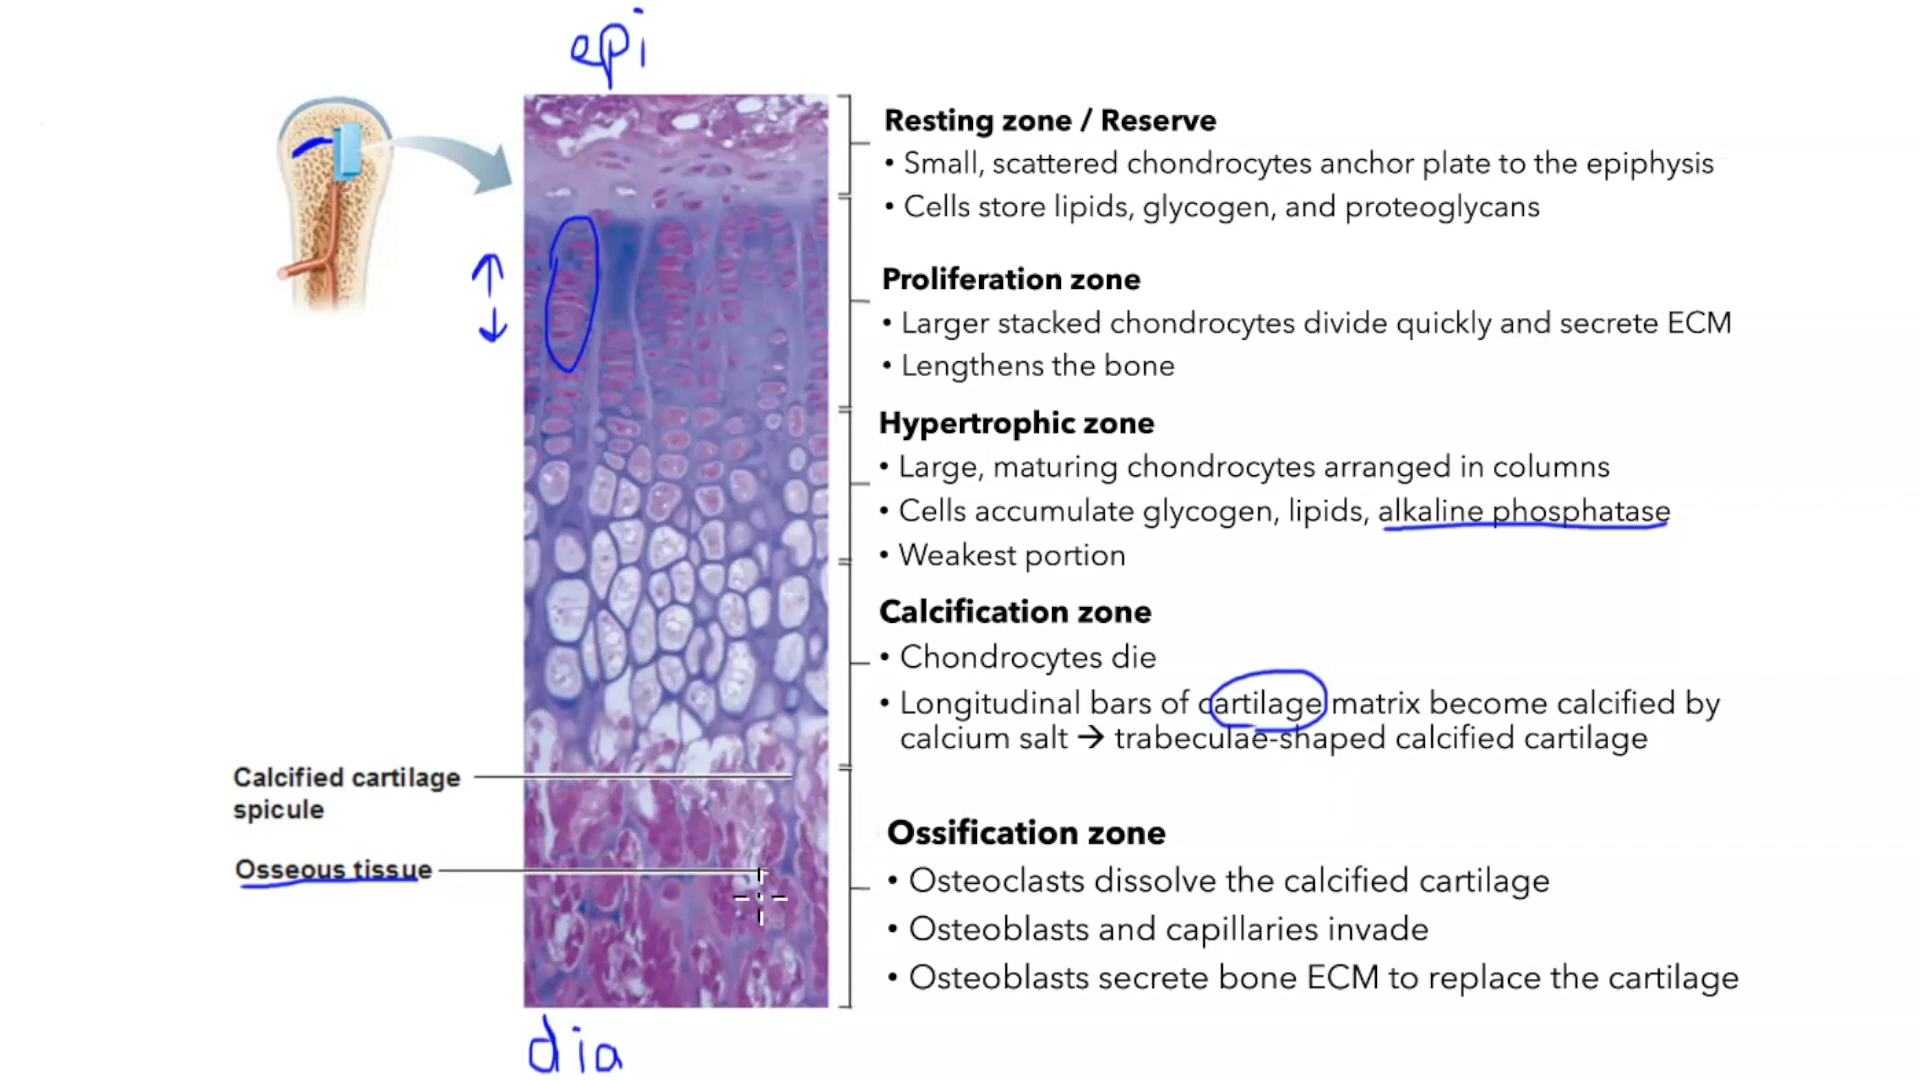 epi
Resting zone / Reserve
• Small, scattered chondrocytes anchor plate to the epiphysis
• Cells store lipids, glycogen, and proteoglycans
Proliferation zone
• Larger stacked chondrocytes divide quickly and secrete ECM
• Lengthens the bone
Hypertrophic zone
• Large, maturing chondrocytes arranged in columns
• Cells accumulate glycogen, lipids, alkaline phosphatase
• Weakest portion
Calcification zone
• Chondrocytes die
• Longitudinal bars of cartilage matrix become calcified by
calcium salt → trabeculae-shaped calcified cartilage
Calcified cartilage
spicule
Osseous tissue
Ossification zone
• Osteoclasts dissolve the calcified cartilage
• Osteoblasts and capillaries invade
• Osteoblasts secrete bone ECM to replace the cartilage
dia